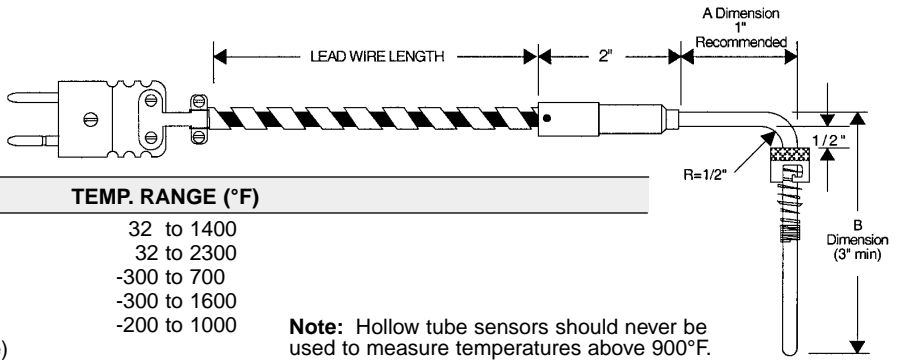 A Dimension
1"
Recommended
LEAD WIRE LENGTH
2"
1/2"
R=1/2"
B
Dimension
(3" min)
TEMP. RANGE (°F)
32 to 1400
32 to 2300
-300 to 700
-300 to 1600
-200 to 1000
e)
Note: Hollow tube sensors should never be
used to measure temperatures above 900°F.